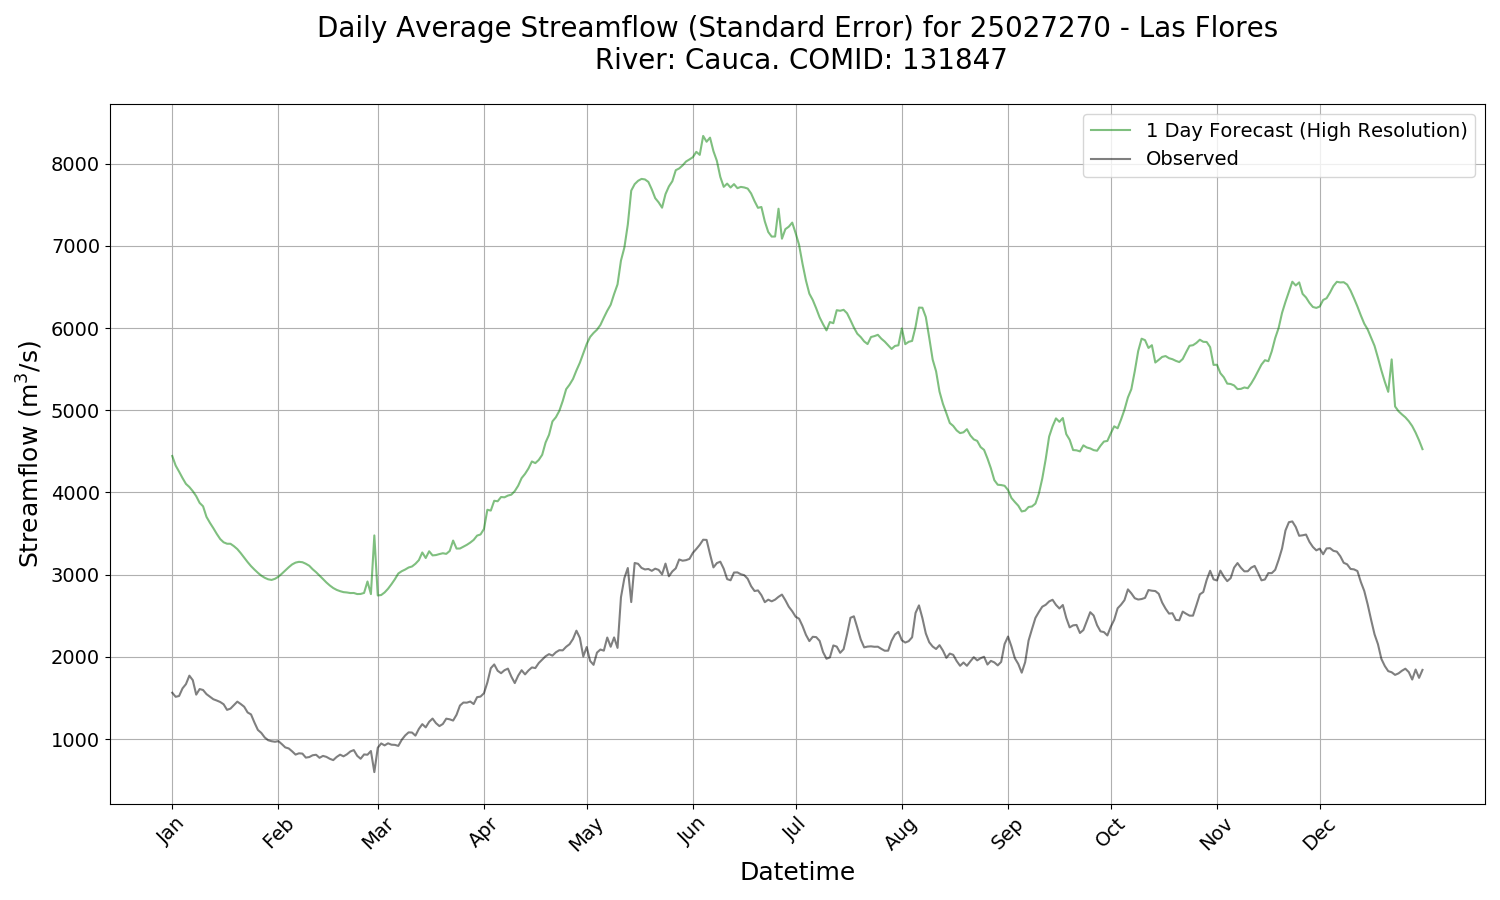 Daily Average Streamflow (Standard Error) for 25027270 - Las Flores
River: Cauca. COMID: 131847
1 Day Forecast (High Resolution)
Observed
Streamflow (m³/s)
8000
7000
6000
5000
4000
3000
2000
1000
Jan Feb Mar Apr May Jun Jul Aug Sep Oct Nov Dec
Datetime